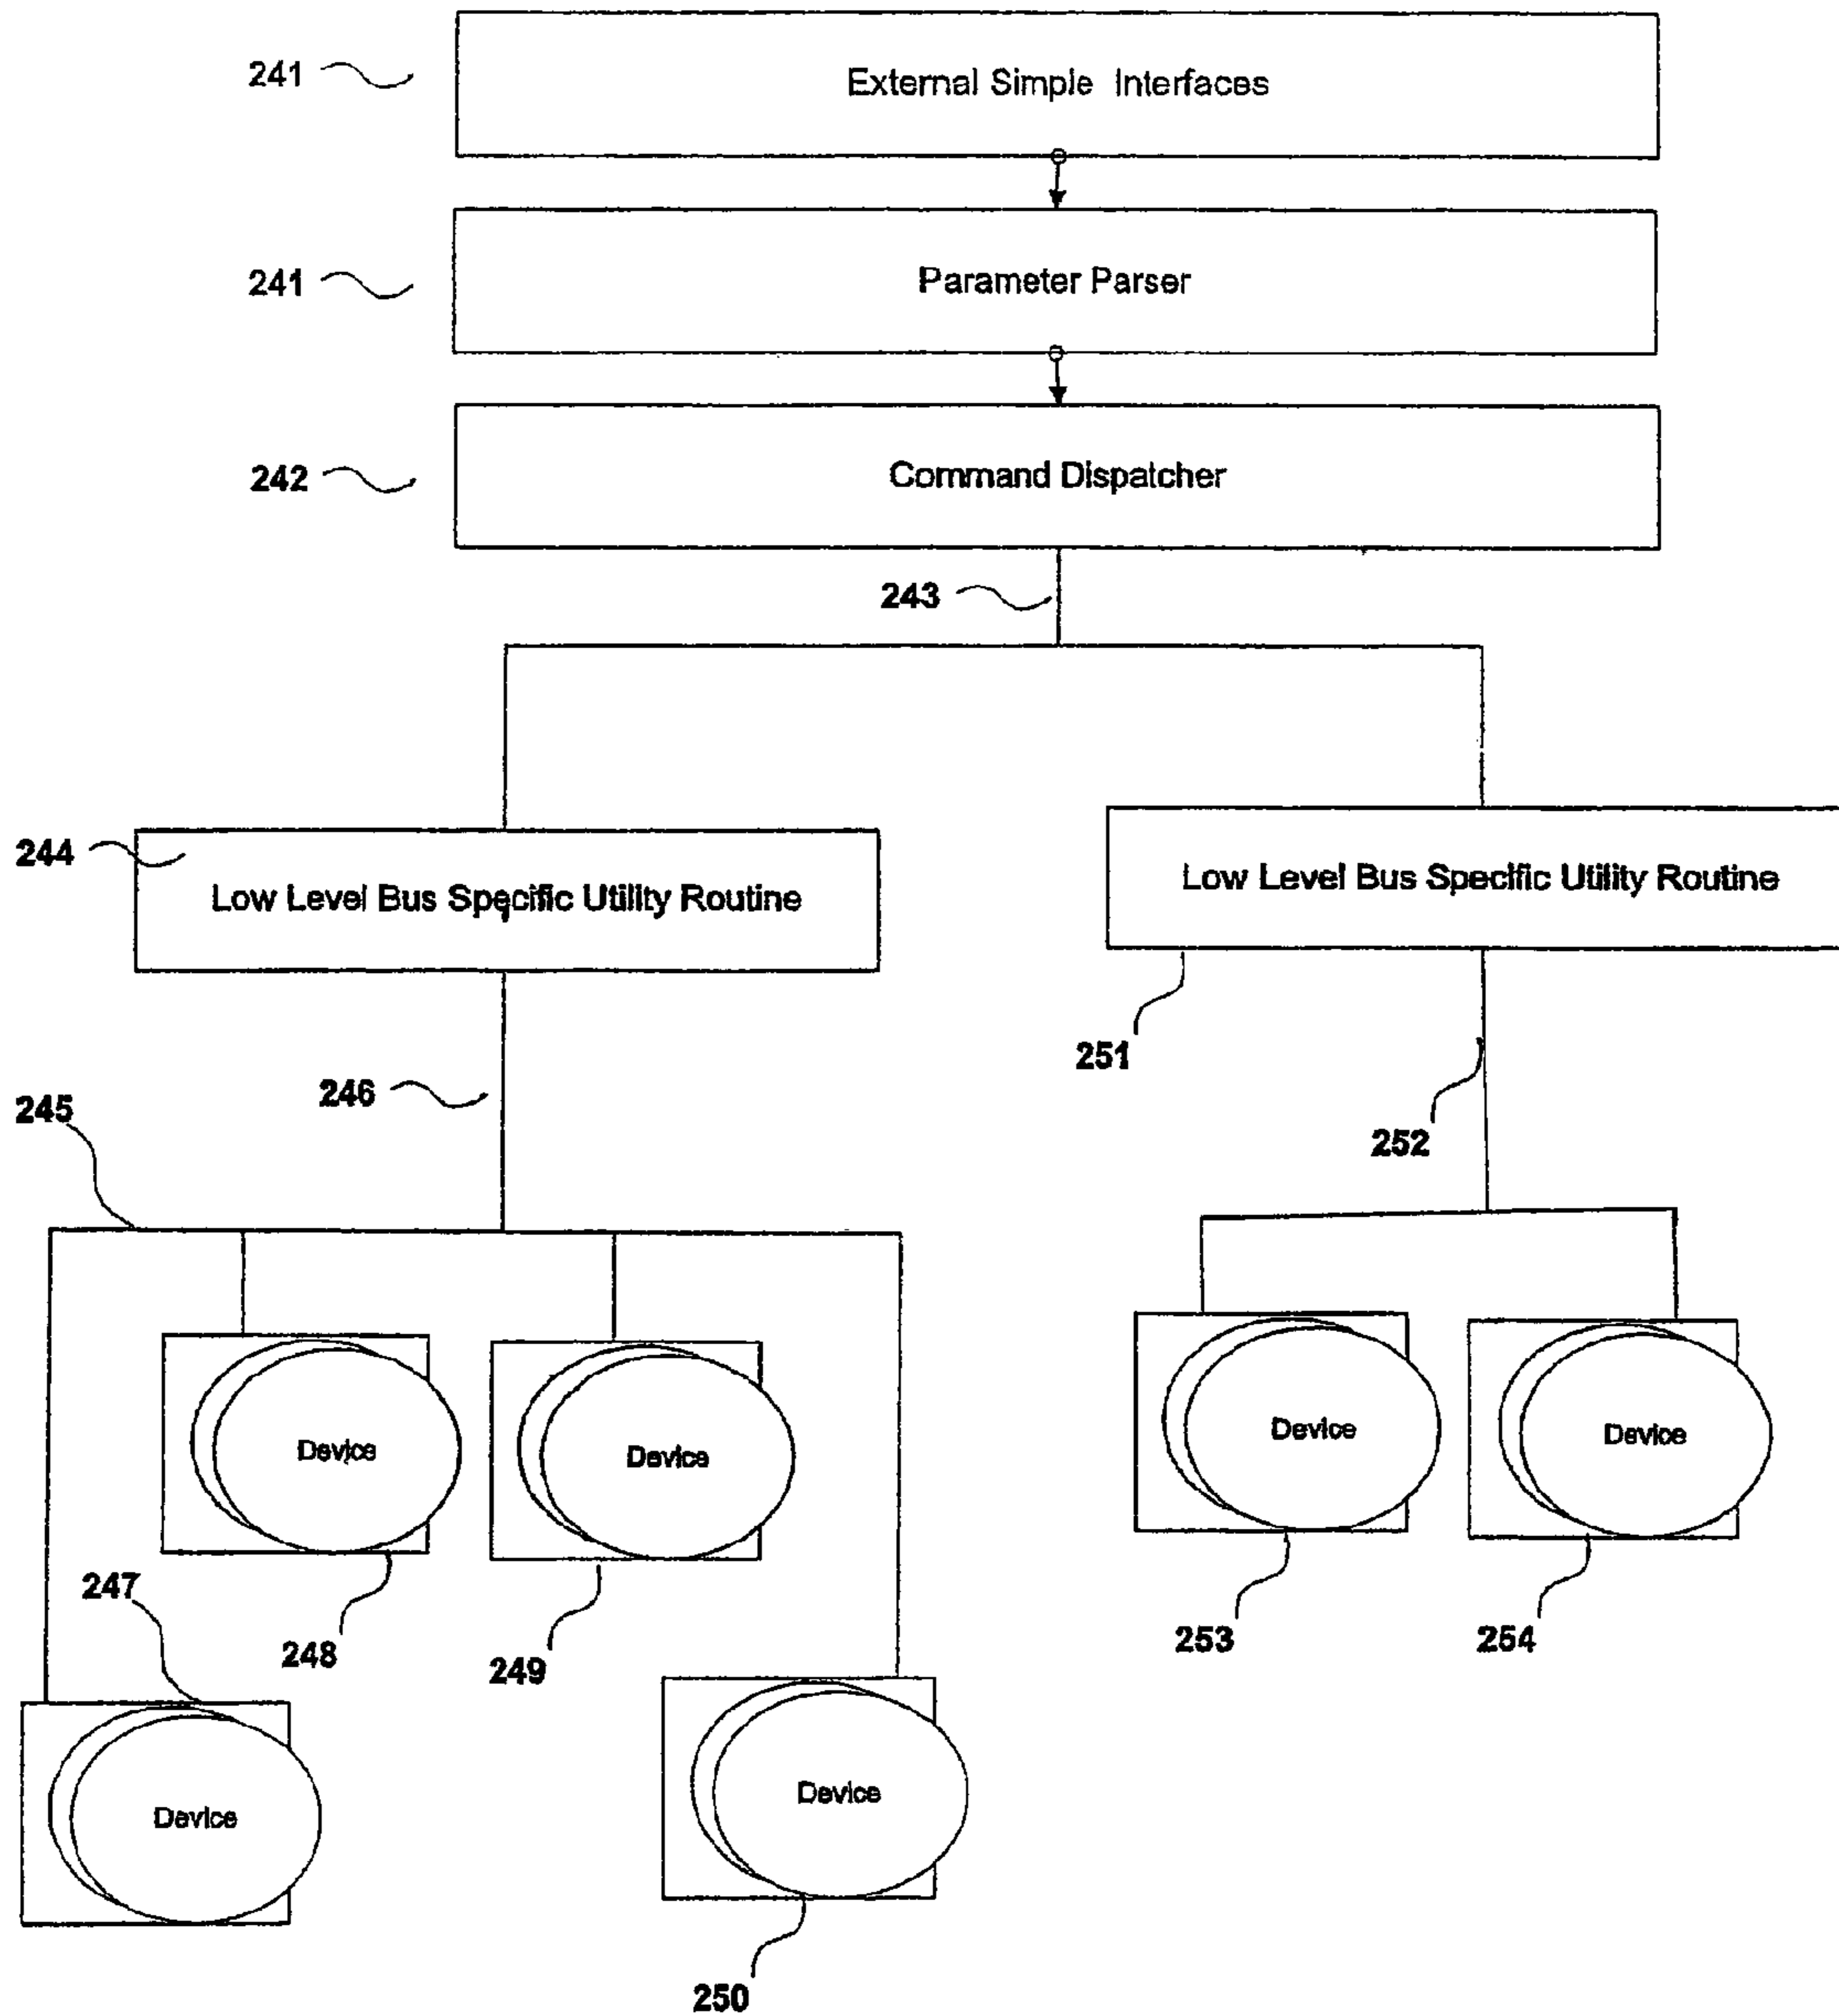 241
External Simple Interfaces
241
Parameter Parser
242
Command Dispatcher
243
244
Low Level Bus Specific Utility Routine
Low Level Bus Specific Utility Routine
251
246
245
252
Device
Device
Device
Device
247
248
249
253
254
Device
Device
250